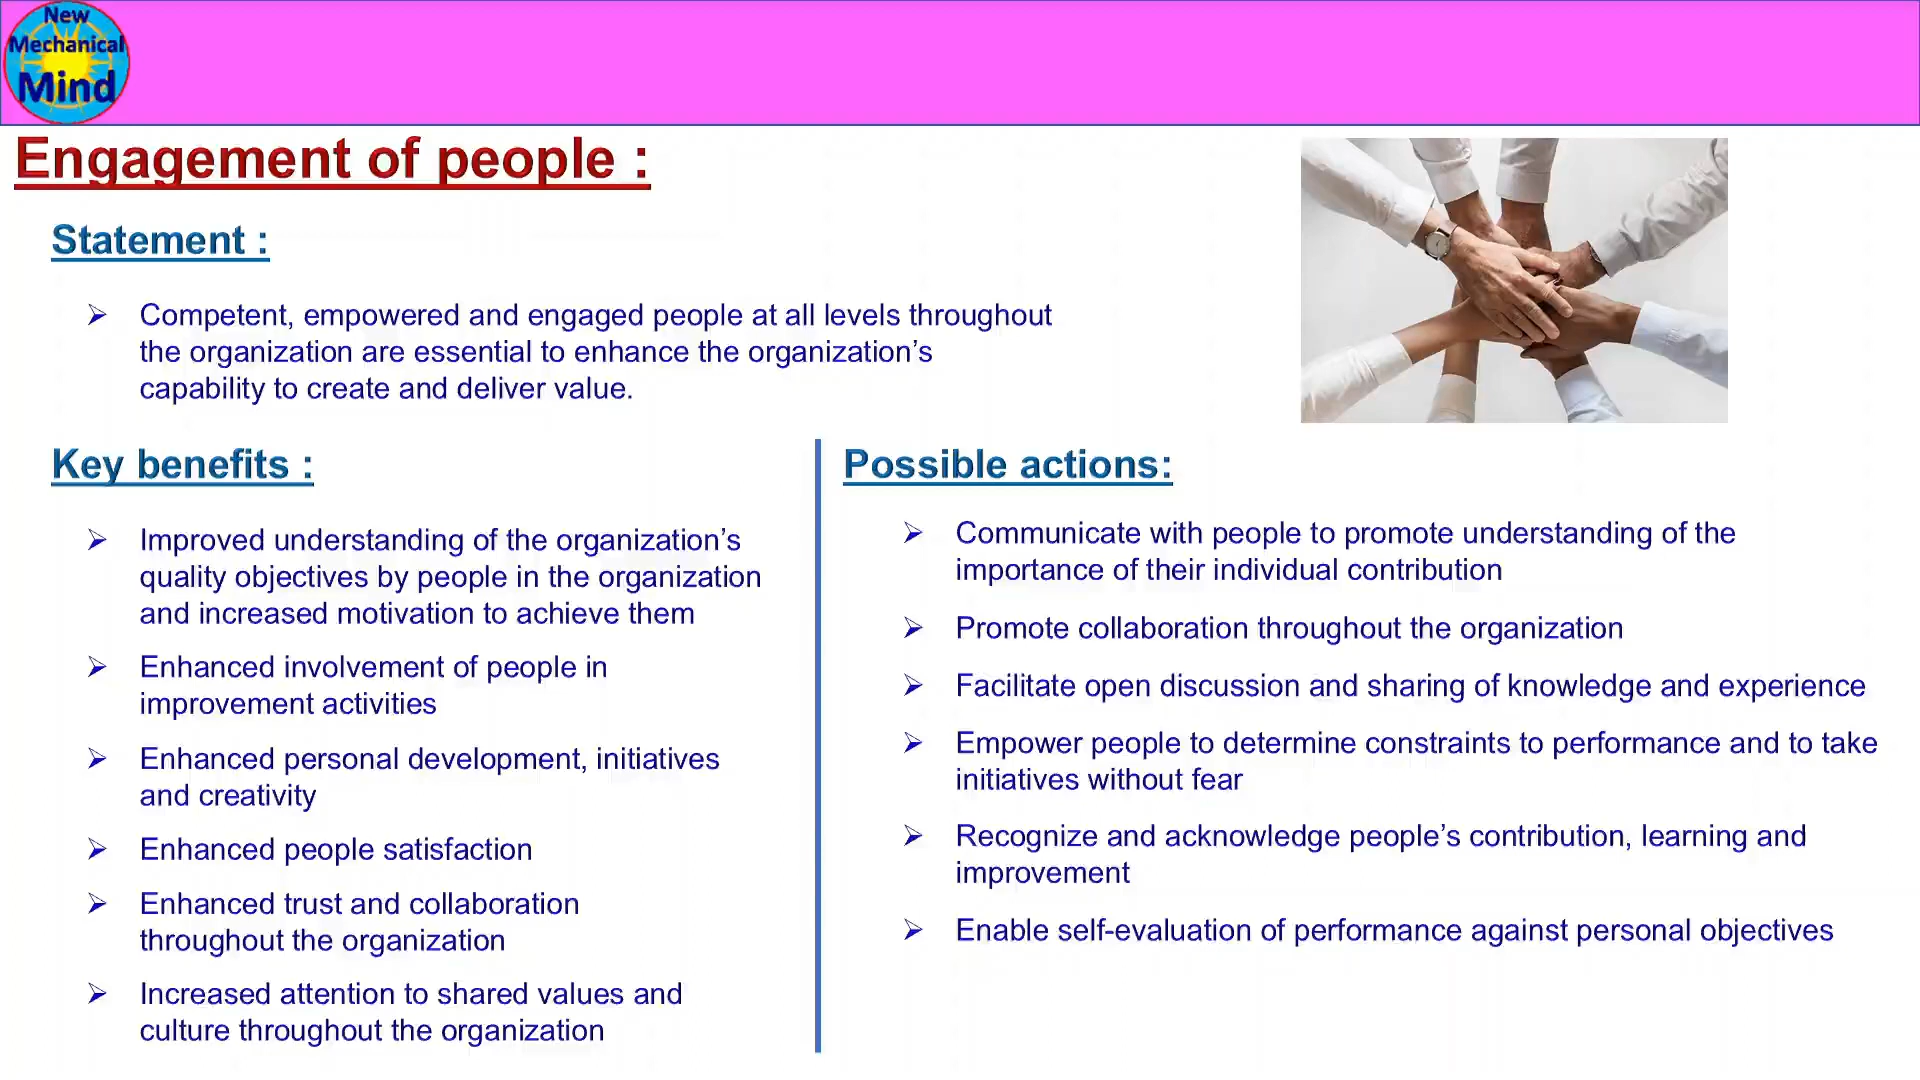 New
Mechanical
Mind
Engagement of people :
Statement :
Competent, empowered and engaged people at all levels throughout
the organization are essential to enhance the organization’s
capability to create and deliver value.
Key benefits :
Improved understanding of the organization’s
quality objectives by people in the organization
and increased motivation to achieve them
Enhanced involvement of people in
improvement activities
Enhanced personal development, initiatives
and creativity
Enhanced people satisfaction
Enhanced trust and collaboration
throughout the organization
Increased attention to shared values and
culture throughout the organization
Possible actions:
Communicate with people to promote understanding of the
importance of their individual contribution
Promote collaboration throughout the organization
Facilitate open discussion and sharing of knowledge and experience
Empower people to determine constraints to performance and to take
initiatives without fear
Recognize and acknowledge people’s contribution, learning and
improvement
Enable self-evaluation of performance against personal objectives